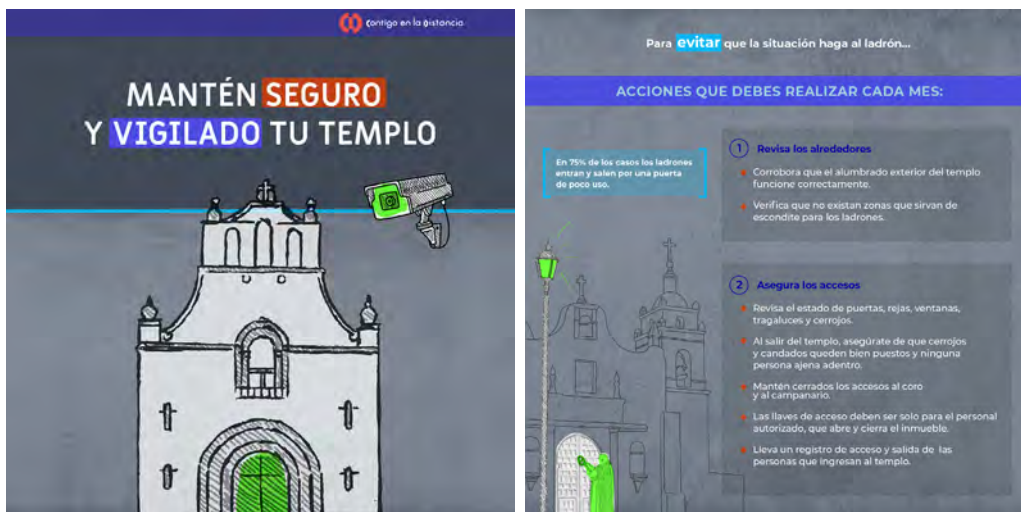 contigo en la distancia
MANTÉN SEGURO
Y VIGILADO TU TEMPLO
Para evitar que la situación haga al ladrón...
ACCIONES QUE DEBES REALIZAR CADA MES:
En 75% de los casos los ladrones
entran y salen por una puerta
de poco uso.
1 Revisa los alrededores
Corrobora que el alumbrado exterior del templo
funcione correctamente.
Verifica que no existan zonas que sirvan de
escondite para los ladrones.
2 Asegura los accesos
Revisa el estado de puertas, rejas, ventanas,
tragaluces y cerrojos.
Al salir del templo, asegúrate de que cerrojos
y candados queden bien puestos y ninguna
persona ajena adentro.
Mantén cerrados los accesos al coro
y al campanario.
Las llaves de acceso deben ser solo para el personal
autorizado, que abre y cierra el inmueble.
Lleva un registro de acceso y salida de las
personas que ingresan al templo.